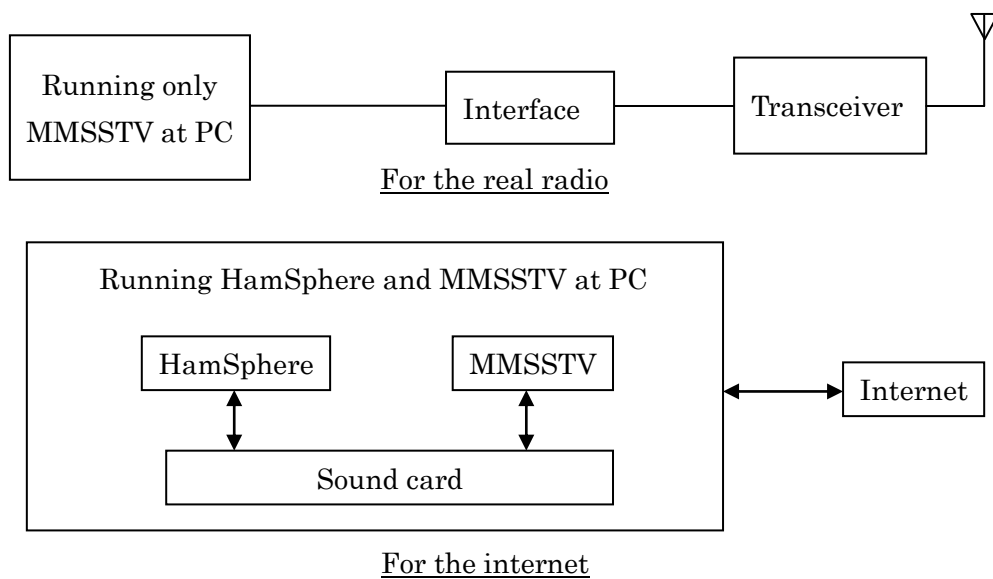 Running only
MMSSTV at PC
Interface
Transceiver
For the real radio
Running HamSphere and MMSSTV at PC
HamSphere
MMSSTV
Internet
Sound card
For the internet